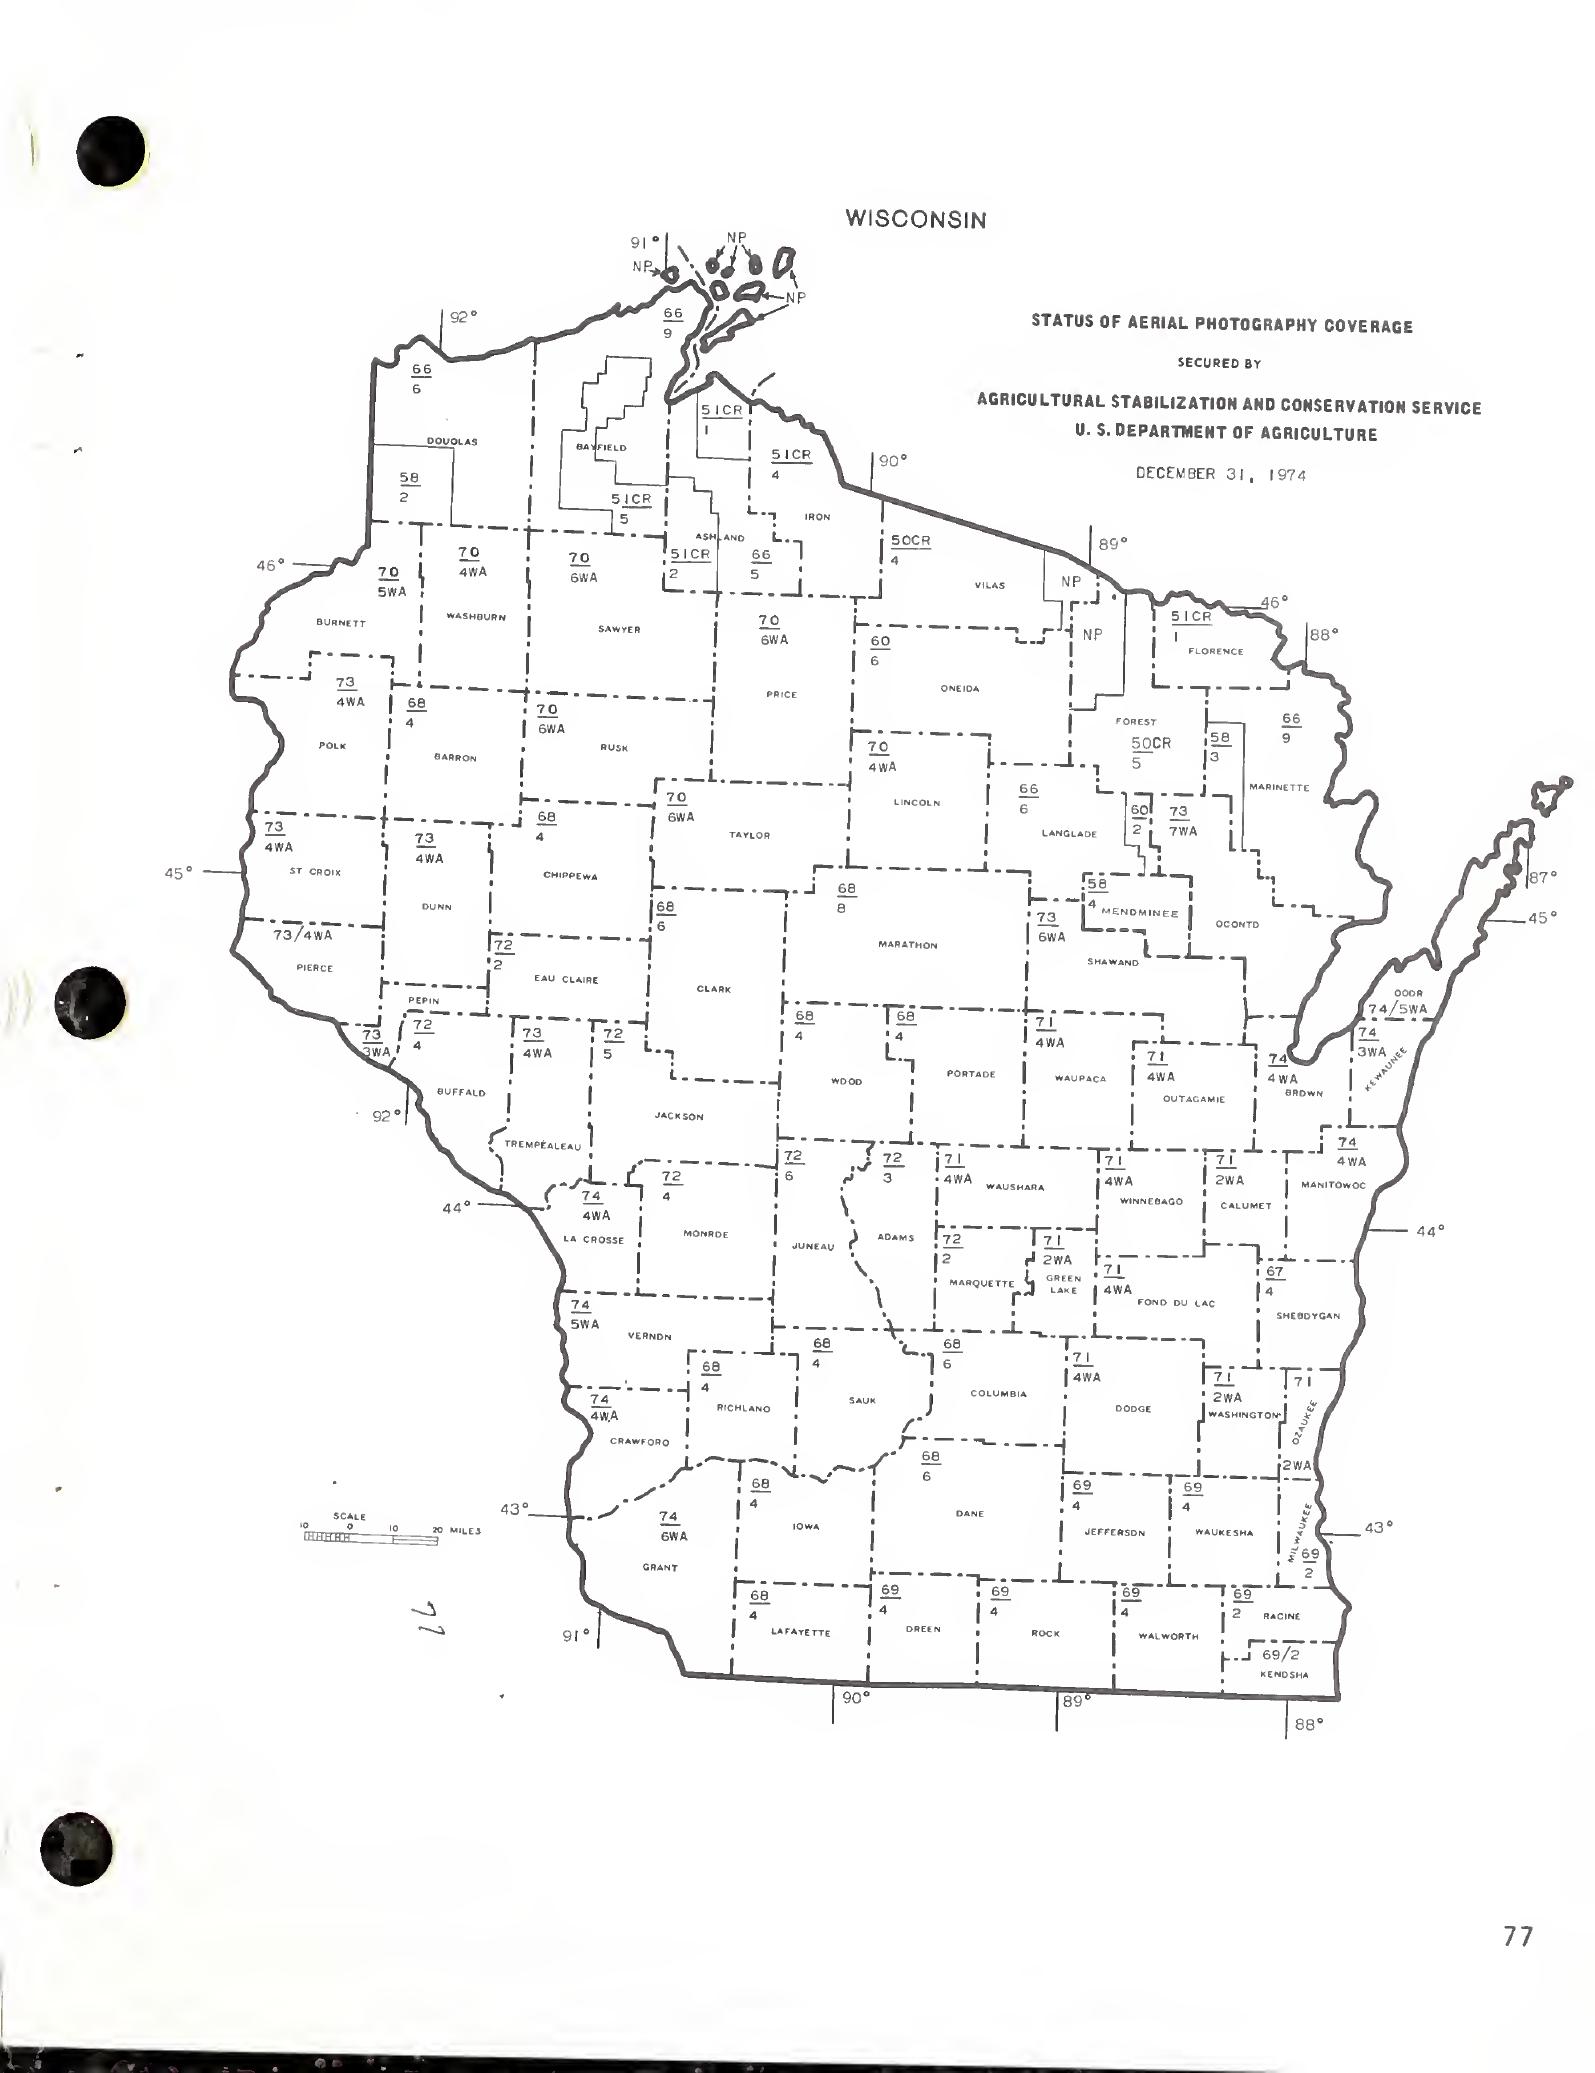 WISCONSIN
STATUS OF AERIAL PHOTOGRAPHY COVERAGE
SECURED BY
AGRICULTURAL STABILIZATION AND CONSERVATION SERVICE
U. S. DEPARTMENT OF AGRICULTURE
DECEMBER 31, 1974
91°
NP
NP
NP
92°
66
9
66
6
DOUGLAS
58
2
BAYFIELD
51CR
5
51CR
1
51CR
4
IRON
90°
ASHLAND
51CR
2
66
5
50CR
4
VILAS
NP
NP
89°
46°
70
5WA
BURNETT
70
4WA
WASHBURN
70
6WA
SAWYER
70
6WA
PRICE
60
6
ONEIDA
51CR
1
FLORENCE
46°
88°
73
4WA
POLK
68
4
BARRON
70
6WA
RUSK
70
4WA
LINCOLN
FOREST
50CR
5
58
3
66
9
MARINETTE
73
4WA
ST CROIX
45°
73
4WA
DUNN
68
4
CHIPPEWA
70
6WA
TAYLOR
66
6
LANGLADE
60
2
73
7WA
OCONTO
87°
45°
73/4WA
PIERCE
PEPIN
73
3WA
72
2
EAU CLAIRE
68
6
CLARK
68
8
MARATHON
58
4
MENOMINEE
73
6WA
SHAWANO
DOOR
74/5WA
72
4
BUFFALO
92°
73
4WA
TREMPEALEAU
72
5
JACKSON
68
4
WOOD
68
4
PORTAGE
71
4WA
WAUPACA
71
4WA
OUTAGAMIE
74
4WA
BROWN
74
3WA
KEWAUNEE
44°
74
4WA
LA CROSSE
72
4
MONROE
72
6
JUNEAU
72
3
ADAMS
71
4WA
WAUSHARA
71
4WA
WINNEBAGO
71
2WA
CALUMET
74
4WA
MANITOWOC
44°
72
2
MARQUETTE
71
2WA
GREEN
LAKE
71
4WA
FOND DU LAC
67
4
SHEBOYGAN
74
5WA
VERNON
68
4
RICHLAND
68
4
SAUK
68
6
COLUMBIA
71
4WA
DODGE
71
2WA
WASHINGTON
71
OZAUKEE
2WA
74
4WA
CRAWFORD
43°
74
6WA
GRANT
68
4
IOWA
68
6
DANE
69
4
JEFFERSON
69
4
WAUKESHA
MILWAUKEE
69
2
43°
91°
68
4
LAFAYETTE
69
4
GREEN
69
4
ROCK
69
4
WALWORTH
69
2
RACINE
69/2
KENOSHA
90°
89°
88°
SCALE
10 0 10 20 MILES
77
77